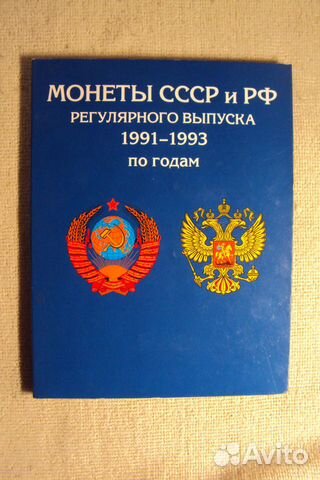 МОНЕТЫ СССР и РФ
РЕГУЛЯРНОГО ВЫПУСКА
1991–1993
по годам
Avito